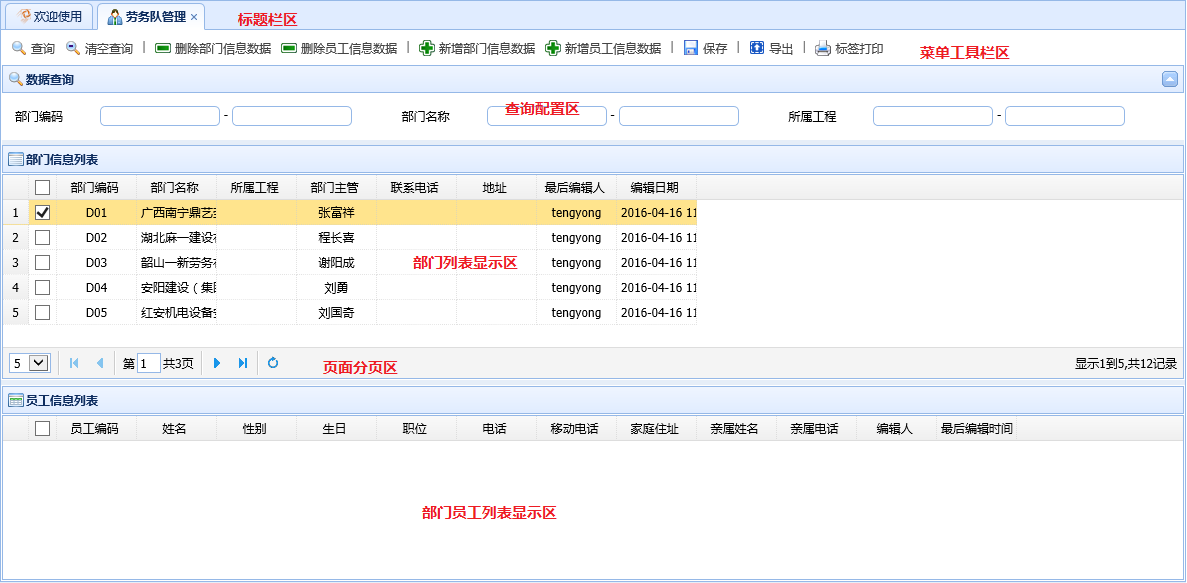 欢迎使用 劳务队管理 × 标题栏区
查询 清空查询 删除部门信息数据 删除员工信息数据 新增部门信息数据 新增员工信息数据 保存 导出 标签打印 菜单工具栏区
数据查询
部门编码 - 部门名称 查询配置区 - 所属工程 -
部门信息列表
部门编码 部门名称 所属工程 部门主管 联系电话 地址 最后编辑人 编辑日期
1 D01 广西南宁鼎艺 张富祥 tengyong 2016-04-16 11
2 D02 湖北麻一建设 程长喜 tengyong 2016-04-16 11
3 D03 韶山一新劳务 谢阳成 tengyong 2016-04-16 11
部门列表显示区
4 D04 安阳建设（集 刘勇 tengyong 2016-04-16 11
5 D05 红安机电设备 刘国奇 tengyong 2016-04-16 11
5 第 1 共3页 页面分页区 显示1到5,共12记录
员工信息列表
员工编码 姓名 性别 生日 职位 电话 移动电话 家庭住址 亲属姓名 亲属电话 编辑人 最后编辑时间
部门员工列表显示区